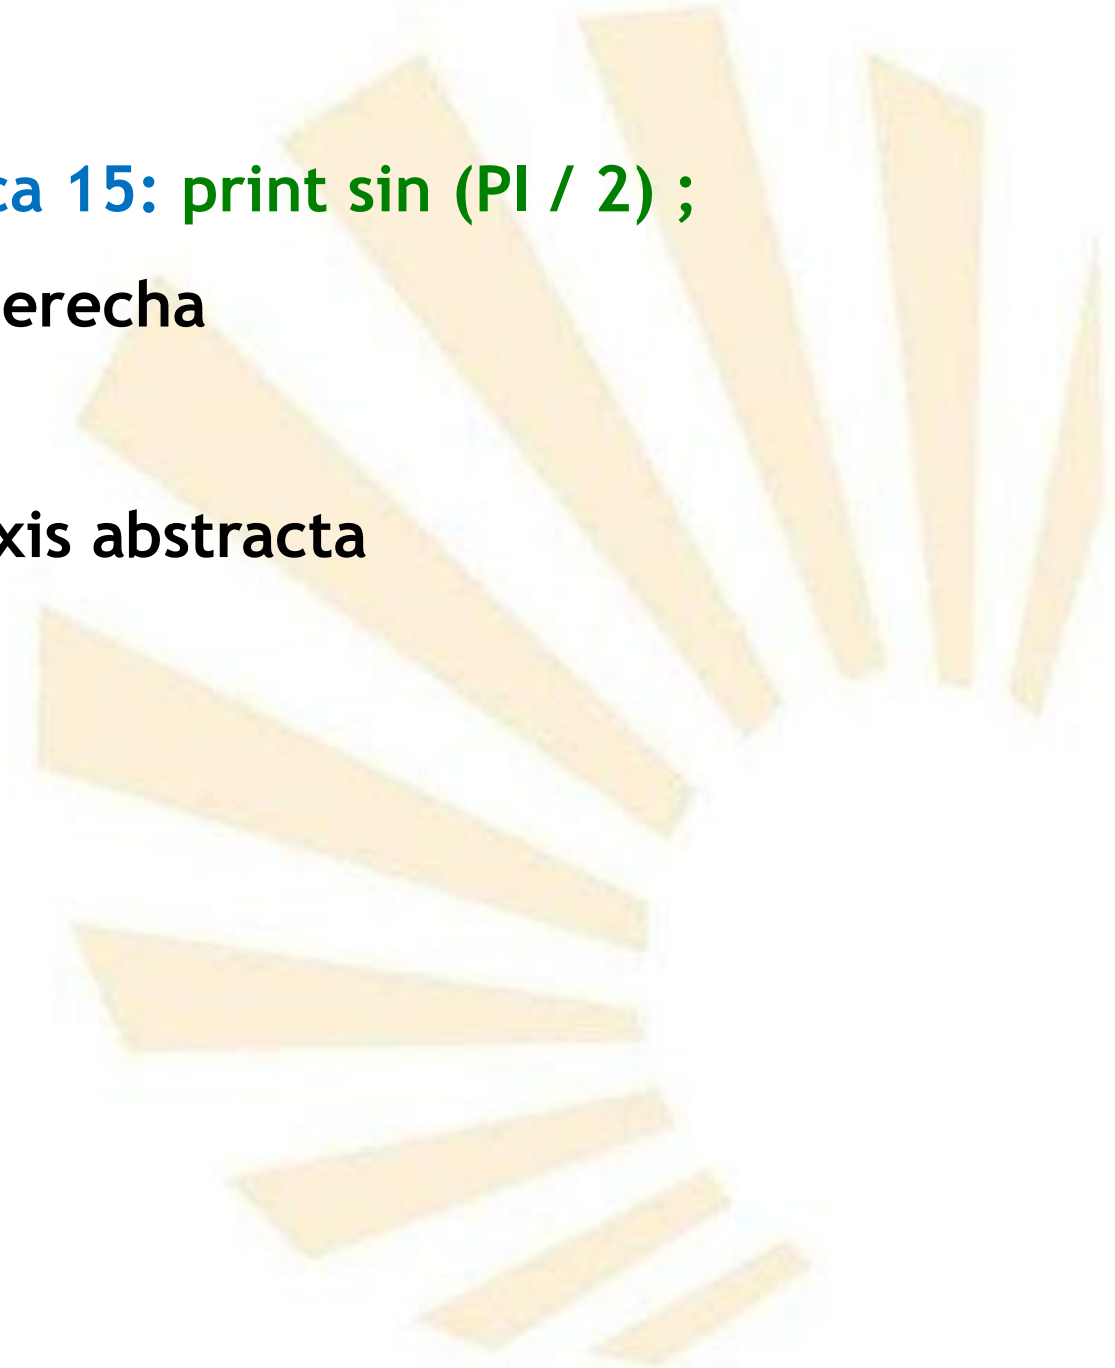 ca 15: print sin (PI / 2) ;
erecha
xis abstracta